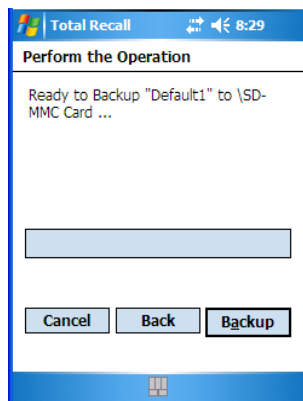 Total Recall 8:29
Perform the Operation
Ready to Backup "Default1" to \SD-
MMC Card ...
Cancel Back Backup